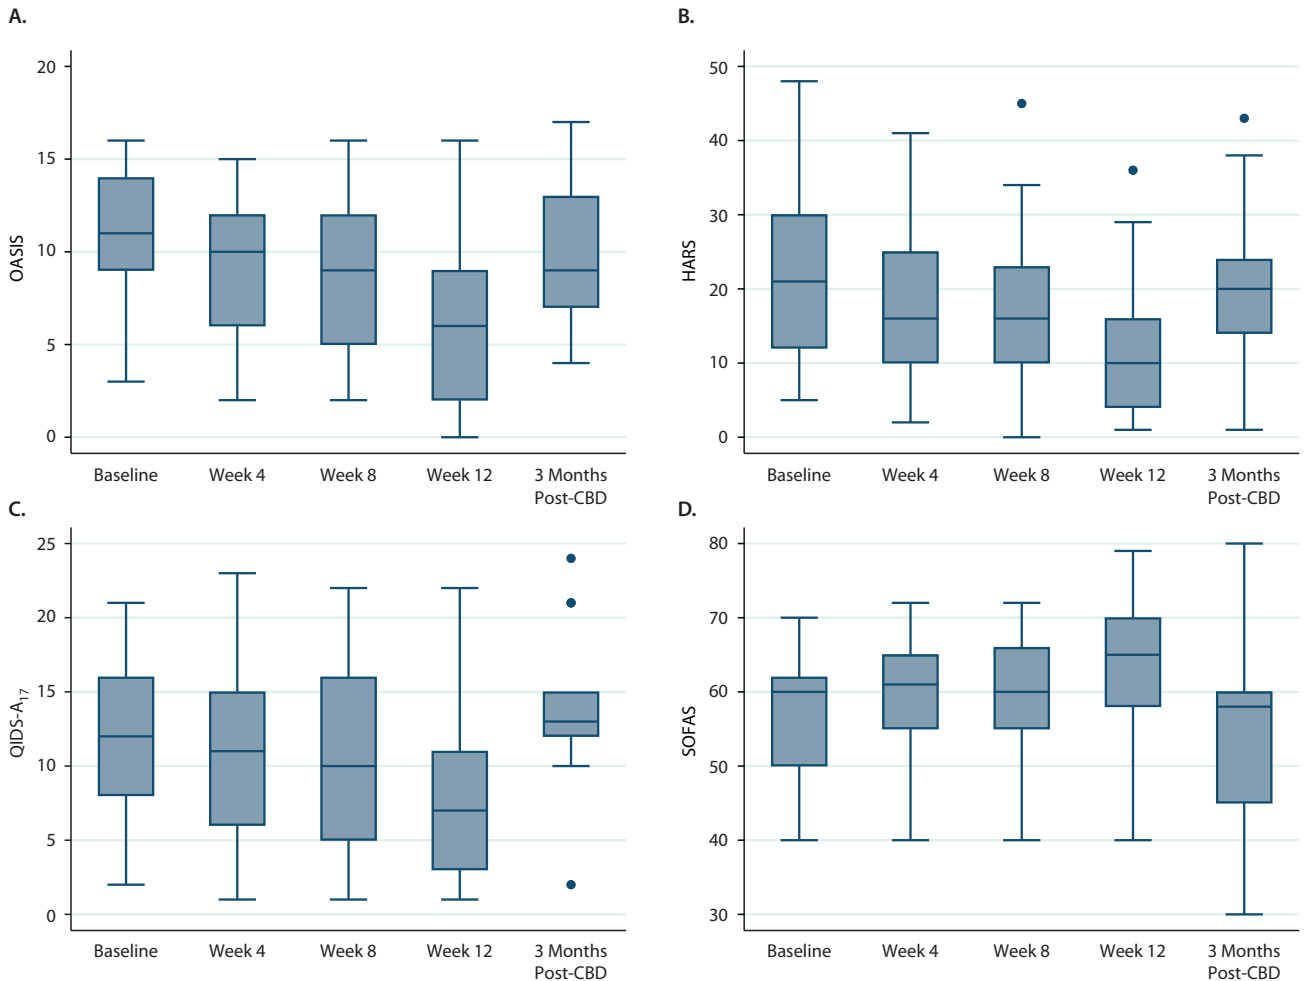 A.
20
15
10
5
0
OASIS
Baseline
Week 4
Week 8
Week 12
3 Months
Post-CBD
B.
50
40
30
20
10
0
HARS
Baseline
Week 4
Week 8
Week 12
3 Months
Post-CBD
C.
25
20
15
10
5
0
QIDS-A17
Baseline
Week 4
Week 8
Week 12
3 Months
Post-CBD
D.
80
70
60
50
40
30
SOFAS
Baseline
Week 4
Week 8
Week 12
3 Months
Post-CBD